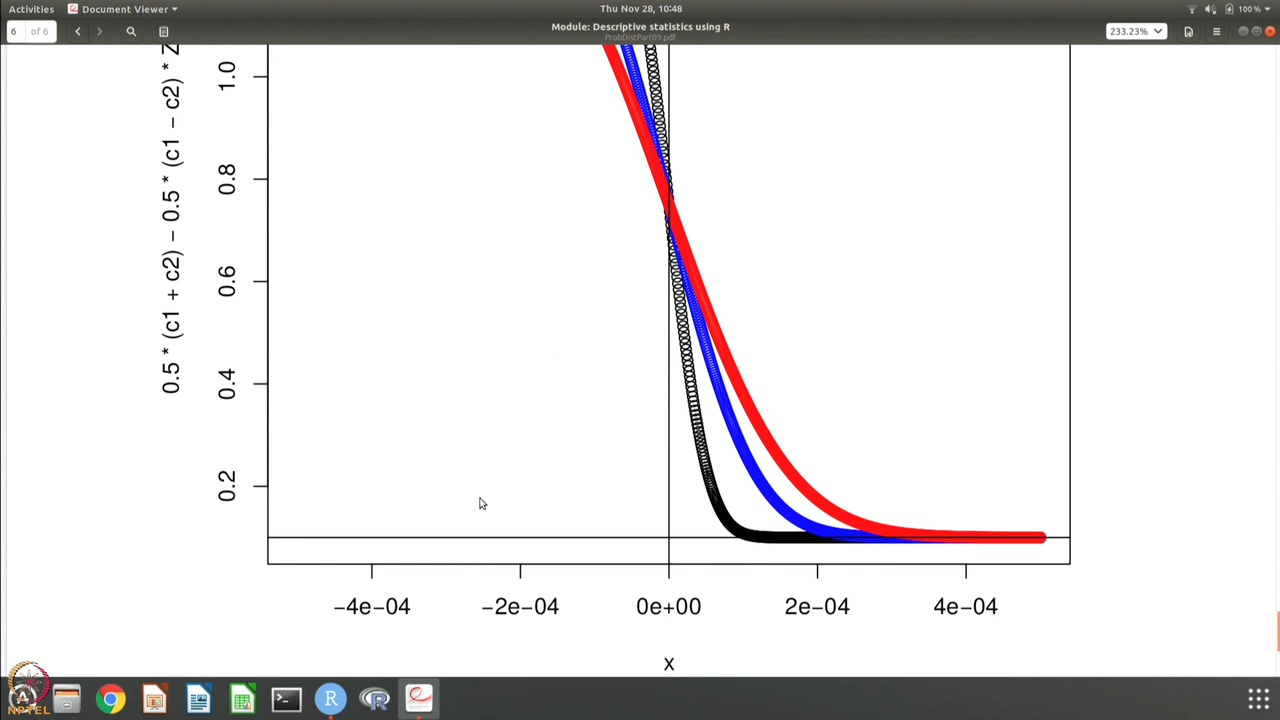 Activities
Document Viewer
Thu Nov 28, 10:48
100%
6 of 6
Module: Descriptive statistics using R
ProbDistPart09.pdf
233.23%
0.5 * (c1 + c2) − 0.5 * (c1 − c2) * Z
1.0
0.8
0.6
0.4
0.2
−4e−04 −2e−04 0e+00 2e−04 4e−04
x
NPTEL